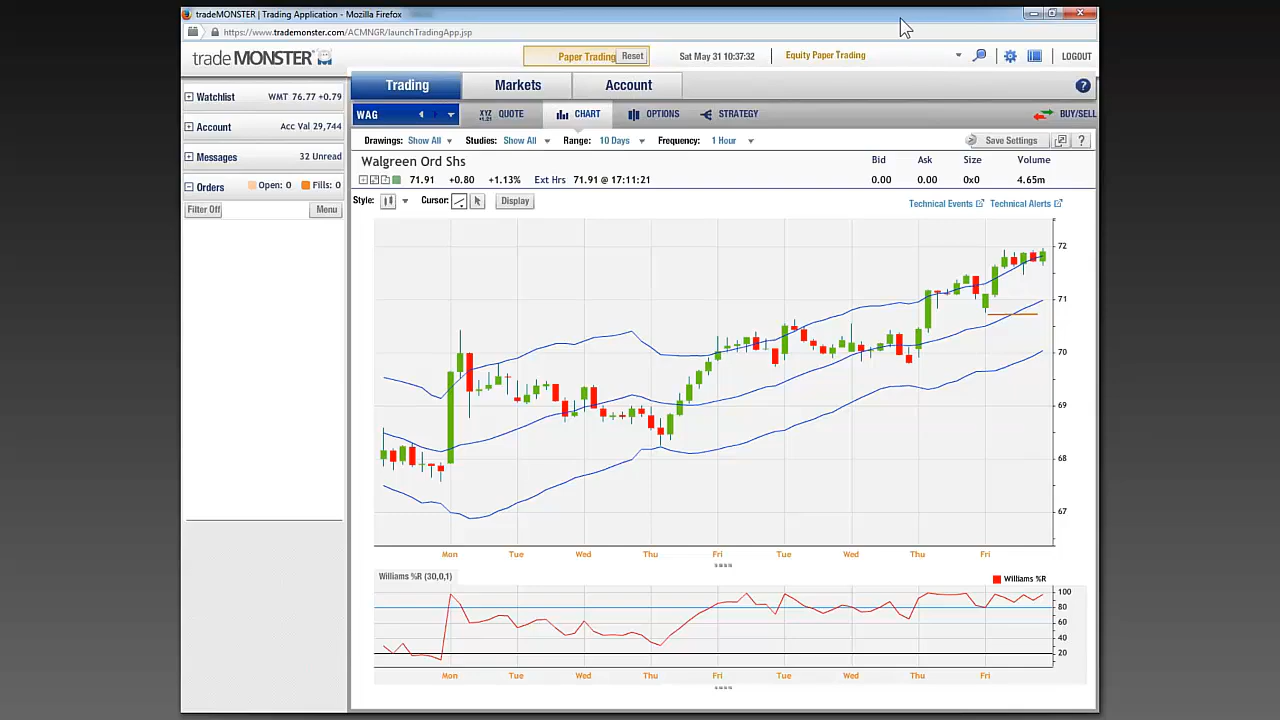 tradeMONSTER | Trading Application - Mozilla Firefox
https://www.trademonster.com/ACMNGR/launchTradingApp.jsp
trade MONSTER Paper Trading Reset Sat May 31 10:37:32 Equity Paper Trading LOGOUT
Trading Markets Account ?
Watchlist WMT 76.77 +0.79
WAG XYZ +1.21 QUOTE CHART OPTIONS STRATEGY BUY/SELL
Account Acc Val 29,744
Drawings: Show All Studies: Show All Range: 10 Days Frequency: 1 Hour Save Settings ?
Messages 32 Unread
Walgreen Ord Shs Bid Ask Size Volume
71.91 +0.80 +1.13% Ext Hrs 71.91 @ 17:11:21 0.00 0.00 0x0 4.65m
Orders Open: 0 Fills: 0
Filter Off Menu
Style: Cursor: Display Technical Events Technical Alerts
72
71
70
69
68
67
Mon Tue Wed Thu Fri Tue Wed Thu Fri
Williams %R (30,0,1) Williams %R
100
80
60
40
20
Mon Tue Wed Thu Fri Tue Wed Thu Fri